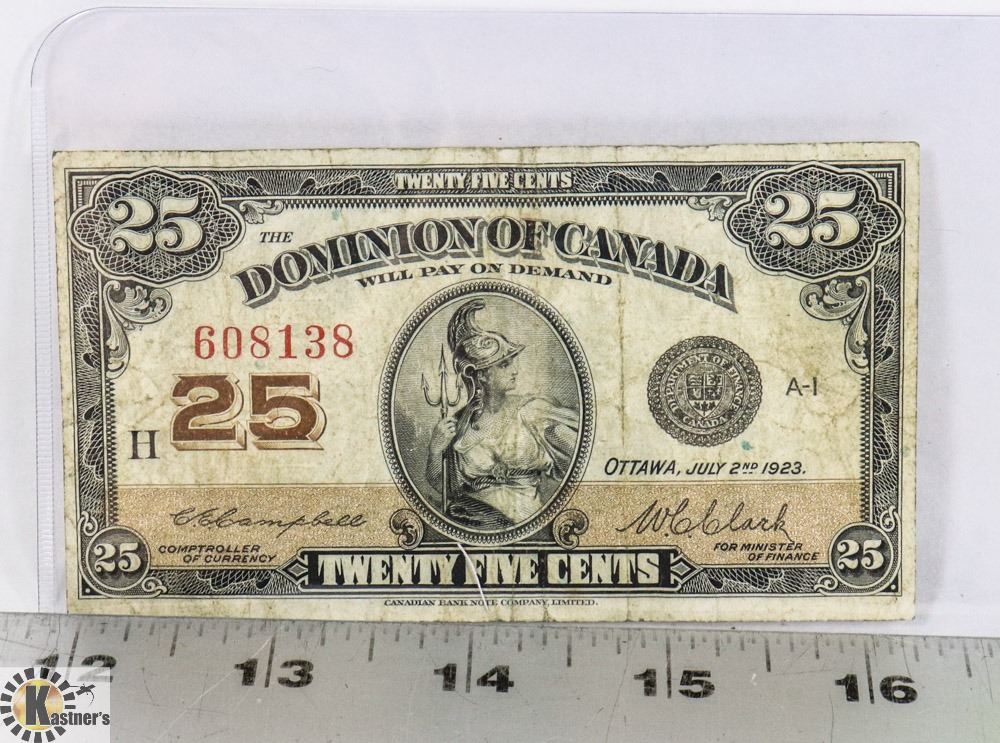 TWENTY FIVE CENTS
25 25
THE
DOMINION OF CANADA
WILL PAY ON DEMAND
608138
25
H
DEPARTMENT OF FINANCE
CANADA
A-1
OTTAWA, JULY 2ND 1923.
C E Campbell
W. C. Clark
25 COMPTROLLER
OF CURRENCY
FOR MINISTER
OF FINANCE 25
TWENTY FIVE CENTS
CANADIAN BANK NOTE COMPANY, LIMITED.
12 13 14 15 16
Kastner's